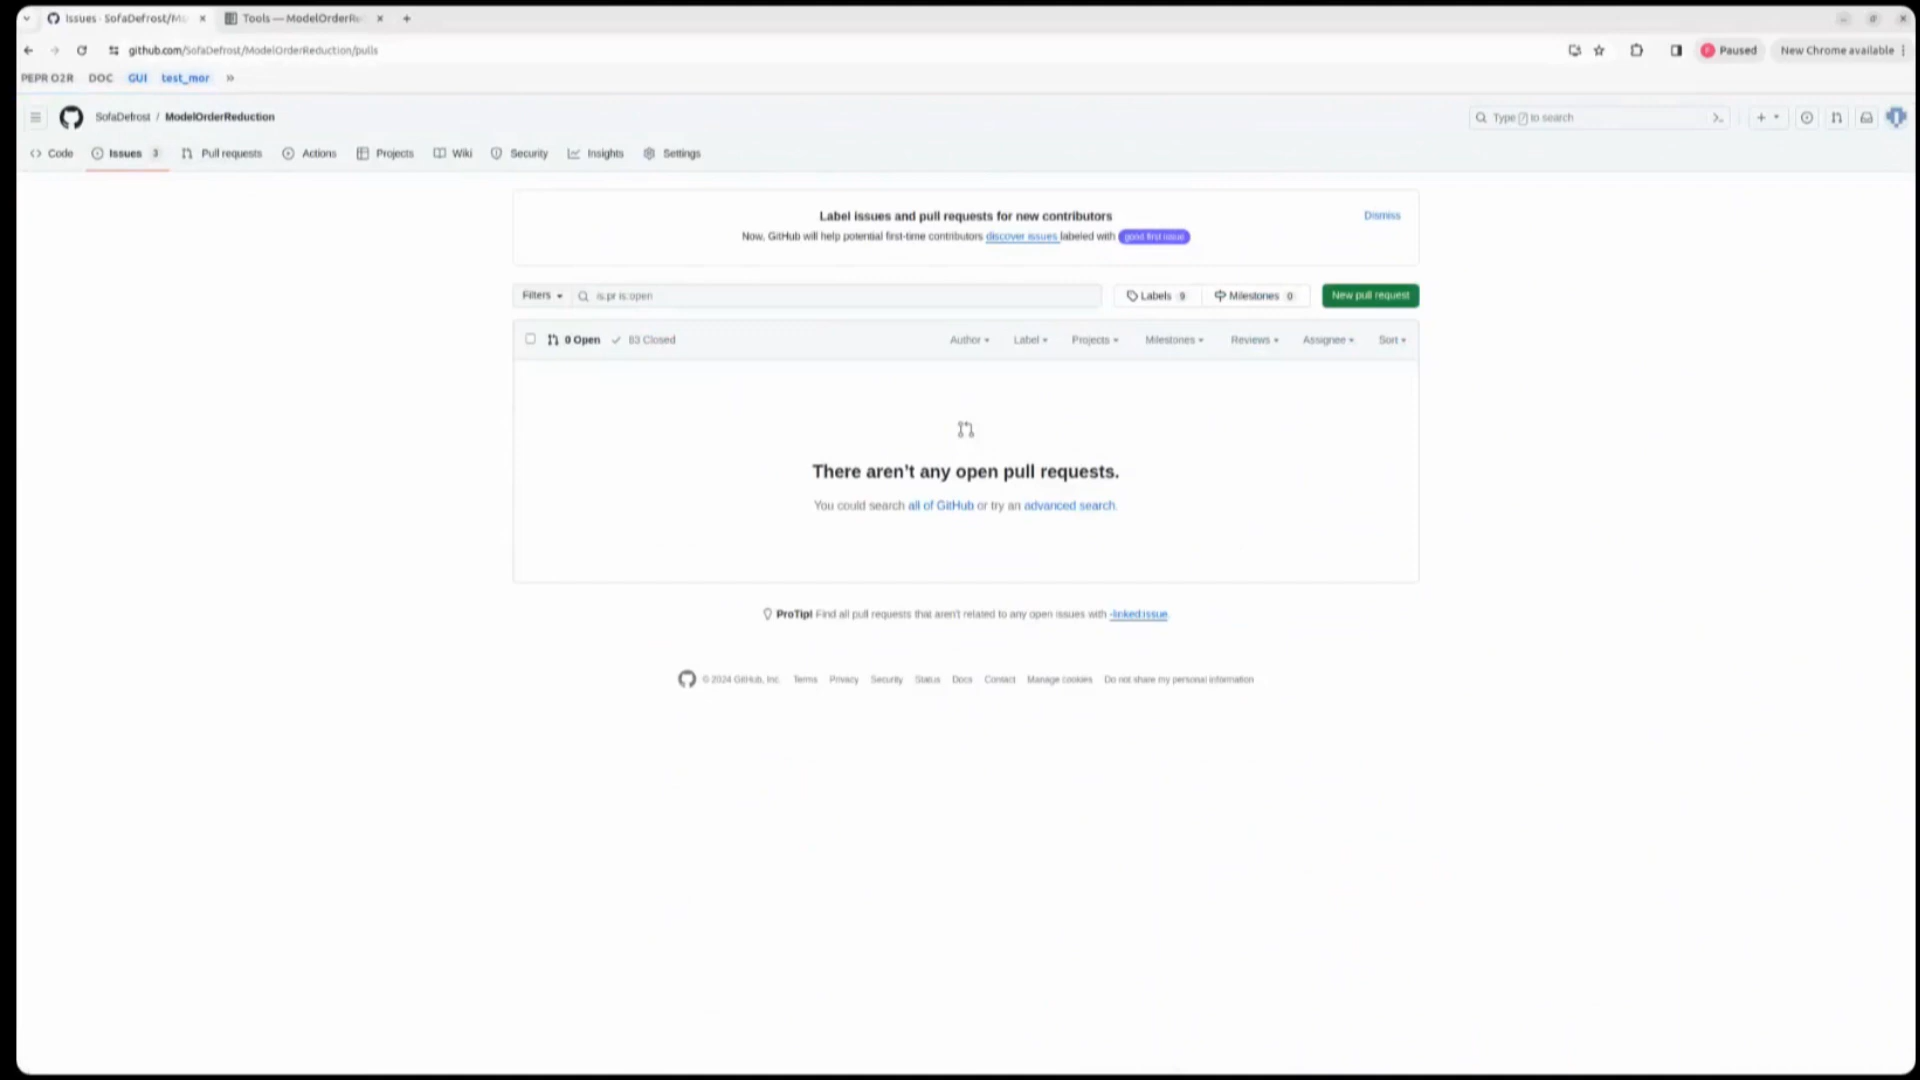 Issues · SofaDefrost/Mo
Tools — ModelOrderRe
github.com/SofaDefrost/ModelOrderReduction/pulls
Paused
New Chrome available
PEPR O2R
DOC
GUI
test_mor
»
SofaDefrost / ModelOrderReduction
Type / to search
Code
Issues 3
Pull requests
Actions
Projects
Wiki
Security
Insights
Settings
Label issues and pull requests for new contributors
Dismiss
Now, GitHub will help potential first-time contributors discover issues labeled with good first issue
Filters
is:pr is:open
Labels 9
Milestones 0
New pull request
0 Open
83 Closed
Author
Label
Projects
Milestones
Reviews
Assignee
Sort
There aren't any open pull requests.
You could search all of GitHub or try an advanced search.
ProTip! Find all pull requests that aren't related to any open issues with -linked:issue.
© 2024 GitHub, Inc. Terms Privacy Security Status Docs Contact Manage cookies Do not share my personal information